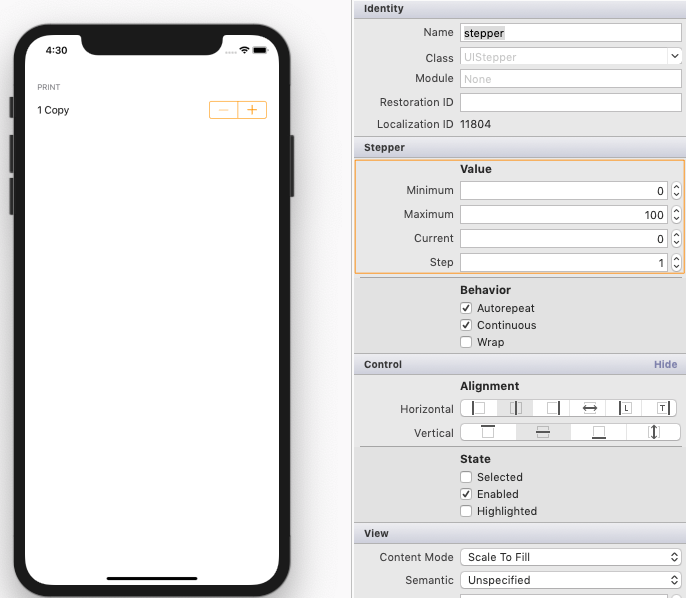 4:30
PRINT
1 Copy
Identity
Name stepper
Class UIStepper
Module None
Restoration ID
Localization ID 11804
Stepper
Value
Minimum 0
Maximum 100
Current 0
Step 1
Behavior
Autorepeat
Continuous
Wrap
Control Hide
Alignment
Horizontal L T
Vertical
State
Selected
Enabled
Highlighted
View
Content Mode Scale To Fill
Semantic Unspecified